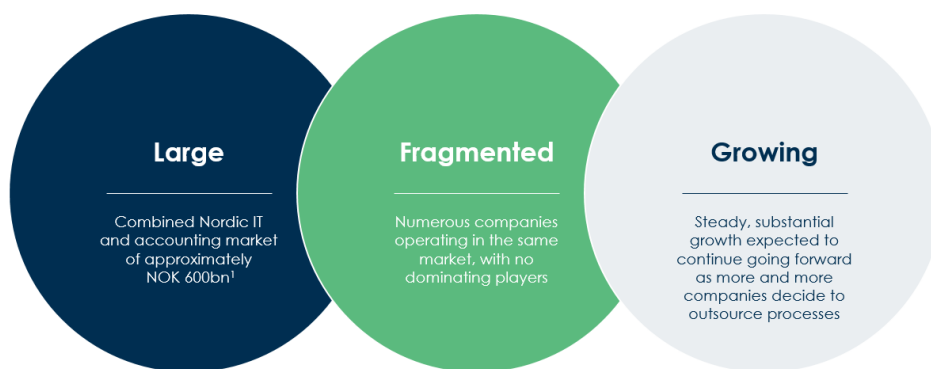 Large
Combined Nordic IT
and accounting market
of approximately
NOK 600bn¹
Fragmented
Numerous companies
operating in the same
market, with no
dominating players
Growing
Steady, substantial
growth expected to
continue going forward
as more and more
companies decide to
outsource processes